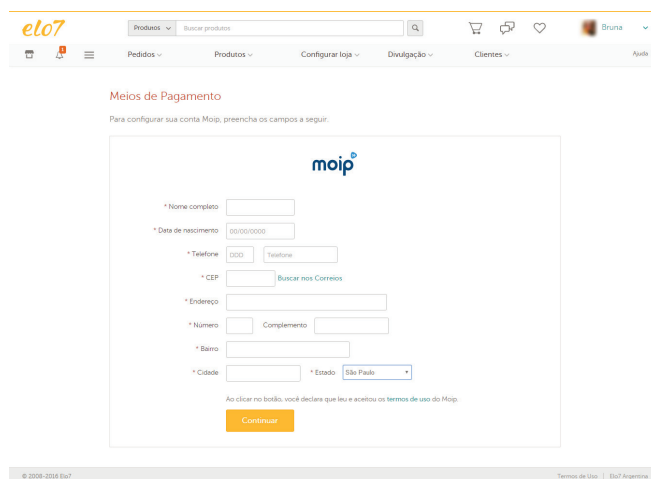 elo7 Produtos Buscar produtos Bruna
1
Pedidos Produtos Configurar loja Divulgação Clientes Ajuda
Meios de Pagamento
Para configurar sua conta Moip, preencha os campos a seguir:
moip
* Nome completo
* Data de nascimento 00/00/0000
* Telefone DDD Telefone
* CEP Buscar nos Correios
* Endereço
* Número Complemento
* Bairro
* Cidade * Estado São Paulo
Ao clicar no botão, você declara que leu e aceitou os termos de uso do Moip.
Continuar
© 2008-2016 Elo7 Termos de Uso | Elo7 Argentina